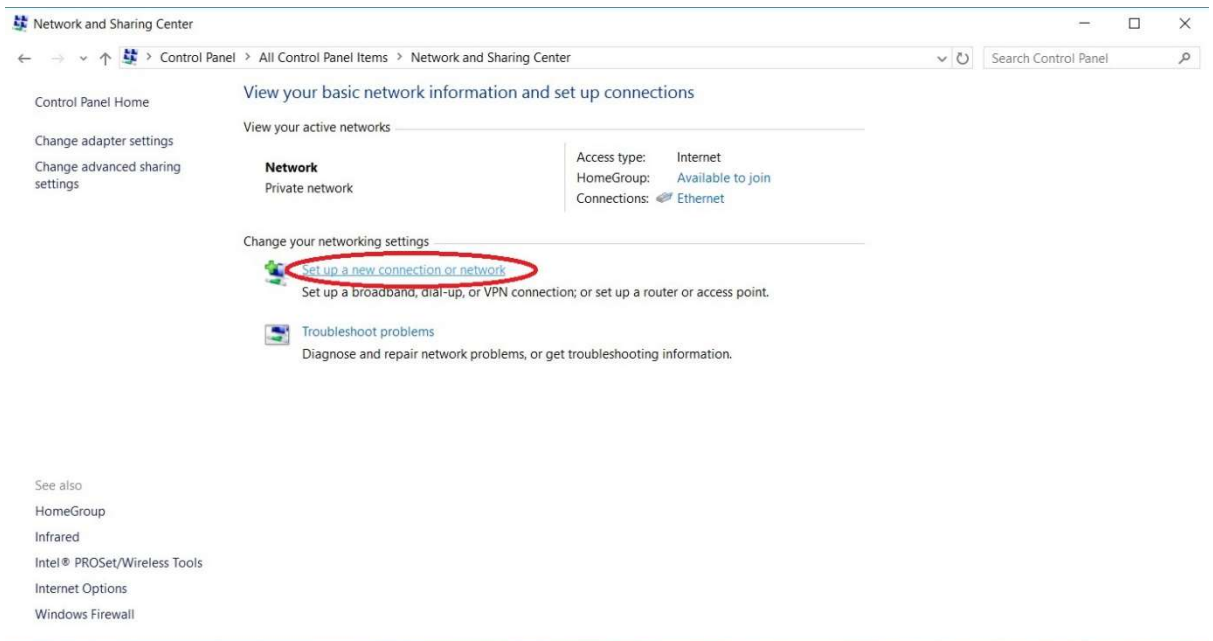 Network and Sharing Center
Control Panel > All Control Panel Items > Network and Sharing Center
Search Control Panel
Control Panel Home
Change adapter settings
Change advanced sharing
settings
View your basic network information and set up connections
View your active networks
Network
Private network
Access type: Internet
HomeGroup: Available to join
Connections: Ethernet
Change your networking settings
Set up a new connection or network
Set up a broadband, dial-up, or VPN connection; or set up a router or access point.
Troubleshoot problems
Diagnose and repair network problems, or get troubleshooting information.
See also
HomeGroup
Infrared
Intel® PROSet/Wireless Tools
Internet Options
Windows Firewall